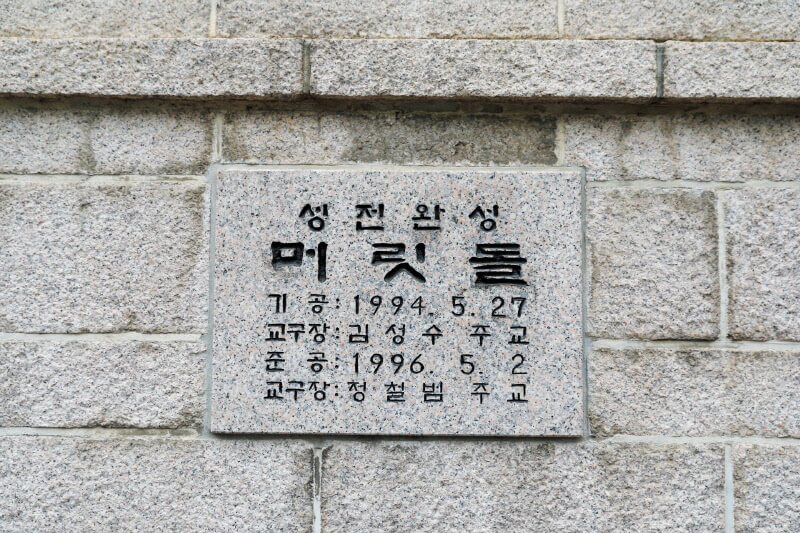 성전완성
머릿돌
기공: 1994. 5. 27
교구장: 김성수 주교
준공: 1996. 5. 2
교구장: 정철범 주교